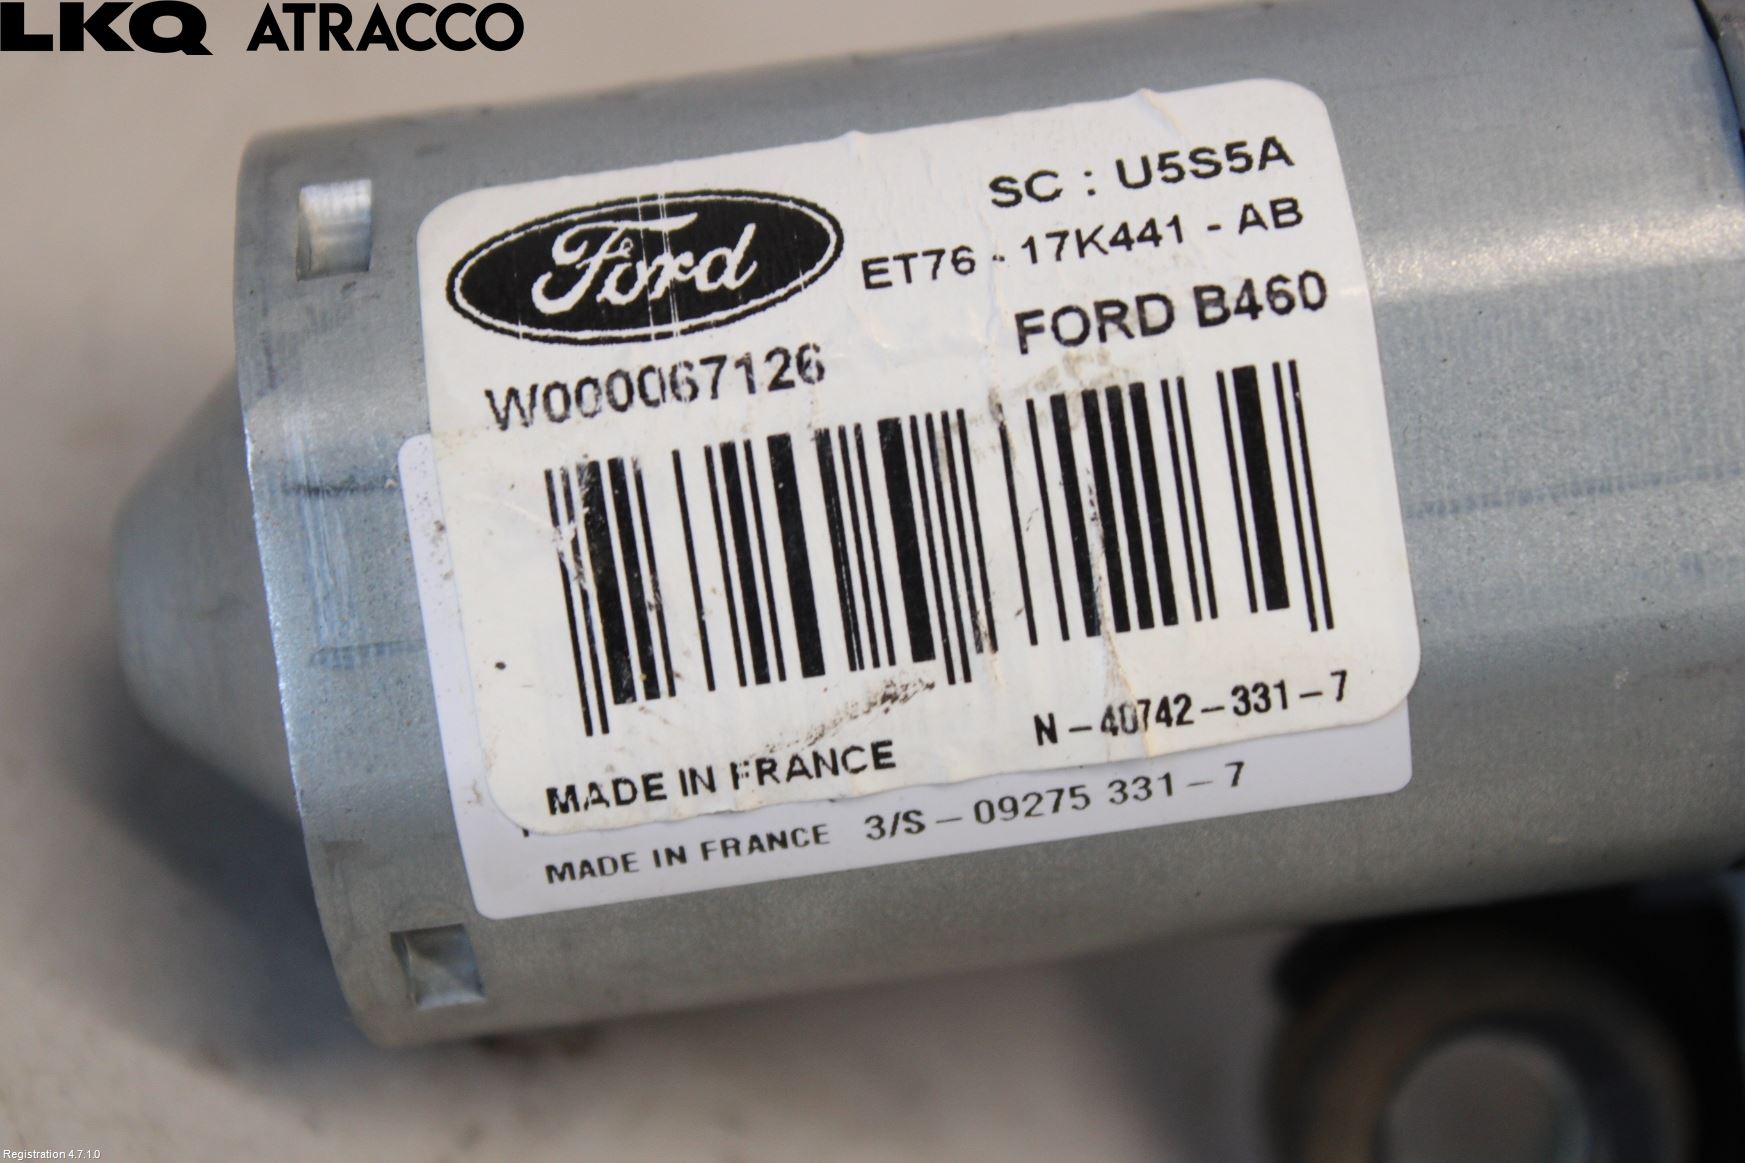 LKQ ATRACCO
Ford
SC : U5S5A
ET76 - 17K441 - AB
FORD B460
W000067126
MADE IN FRANCE
N-40742-331-7
MADE IN FRANCE 3/S-09275 331-7
Registration 4.7.1.0